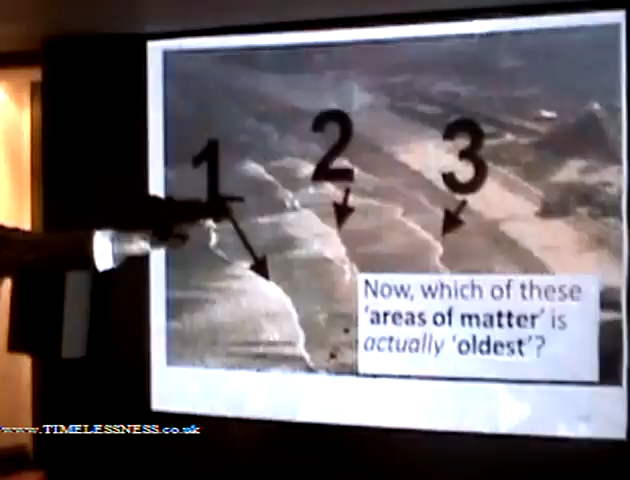 1
2
3
Now, which of these
'areas of matter' is
actually 'oldest'?
www.TIMELESSNESS.co.uk